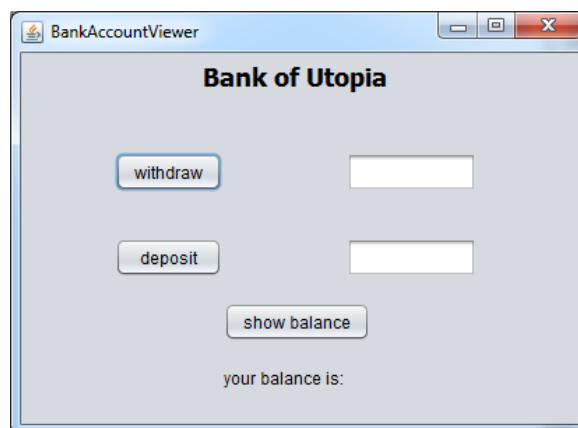 BankAccountViewer
Bank of Utopia
withdraw
deposit
show balance
your balance is: